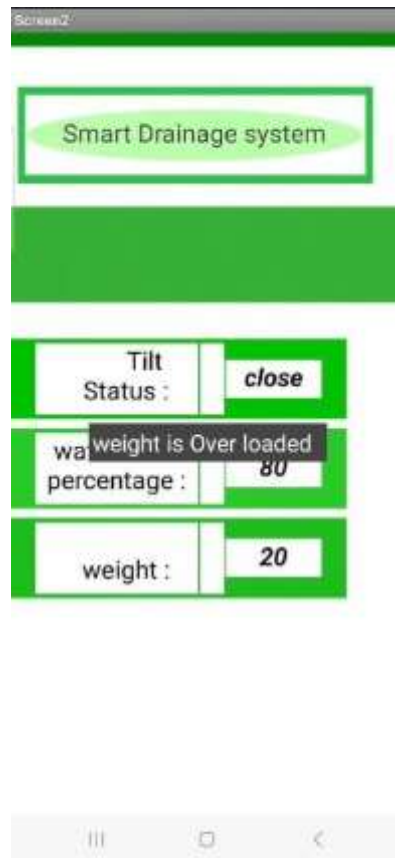 Screen2
Smart Drainage system
Tilt
Status :
close
weight is Over loaded
percentage :
80
weight :
20